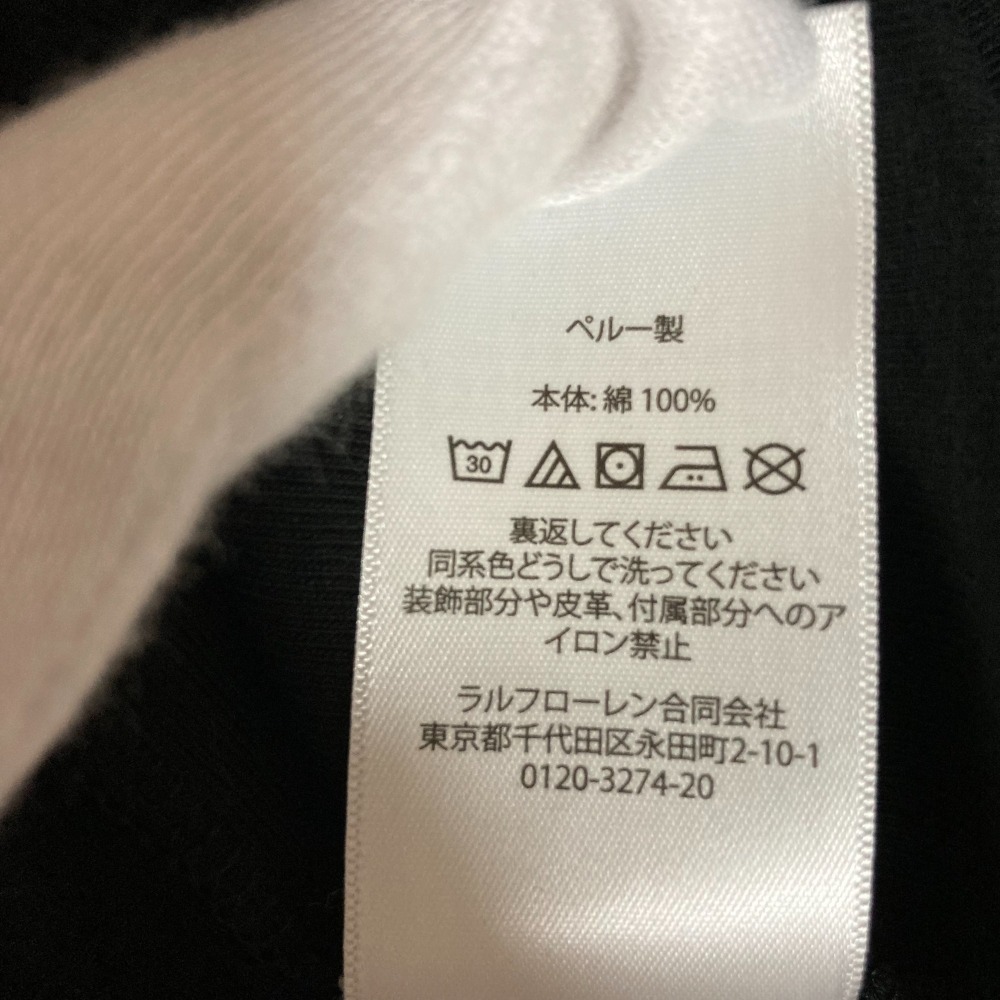 ペルー製
本体: 綿 100%
30
裏返してください
同系色どうしで洗ってください
装飾部分や皮革、付属部分へのア
イロン禁止
ラルフローレン合同会社
東京都千代田区永田町2-10-1
0120-3274-20